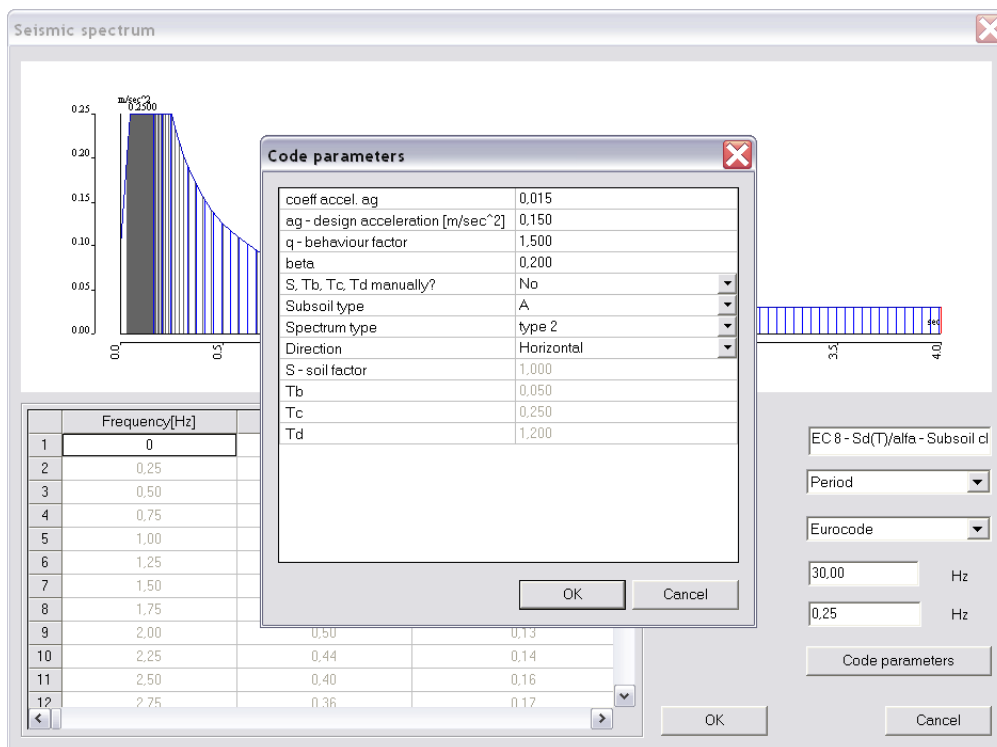 Seismic spectrum
m/sec^2
0.2500
0.25
0.20
0.15
0.10
0.05
0.00
0.0
0.5
3.5
4.0
sec
Code parameters
coeff accel. ag 0,015
ag - design acceleration [m/sec^2] 0,150
q - behaviour factor 1,500
beta 0,200
S, Tb, Tc, Td manually? No
Subsoil type A
Spectrum type type 2
Direction Horizontal
S - soil factor 1,000
Tb 0,050
Tc 0,250
Td 1,200
OK Cancel
Frequency[Hz]
1 0
2 0,25
3 0,50
4 0,75
5 1,00
6 1,25
7 1,50
8 1,75
9 2,00 0,50 0,13
10 2,25 0,44 0,14
11 2,50 0,40 0,16
12 2,75 0,36 0,17
EC 8 - Sd(T)/alfa - Subsoil cl
Period
Eurocode
30,00 Hz
0,25 Hz
Code parameters
OK Cancel